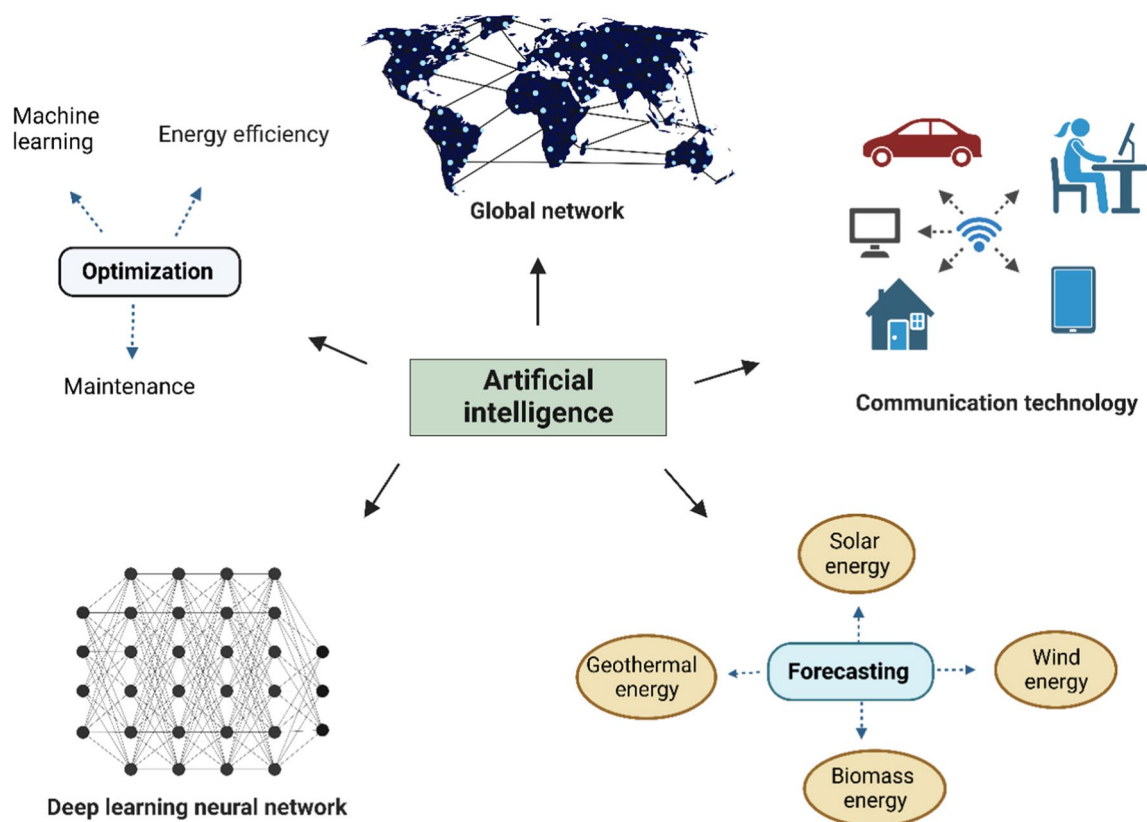 Machine
learning
Energy efficiency
Optimization
Maintenance
Global network
Communication technology
Artificial
intelligence
Deep learning neural network
Solar
energy
Geothermal
energy
Forecasting
Wind
energy
Biomass
energy